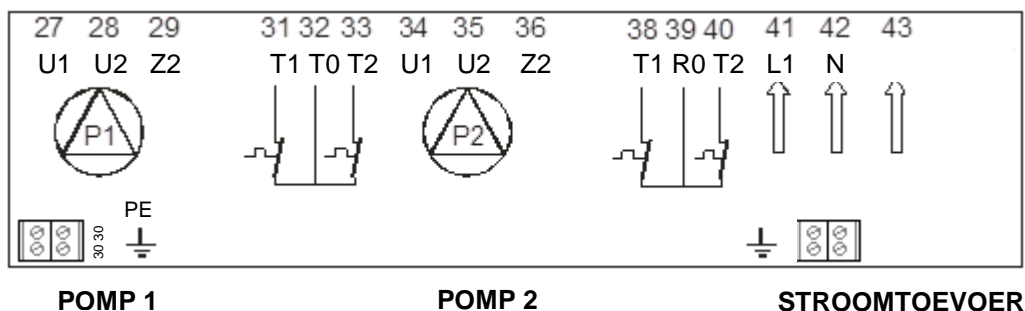 27 28 29 31 32 33 34 35 36 38 39 40 41 42 43
U1 U2 Z2 T1 T0 T2 U1 U2 Z2 T1 R0 T2 L1 N
P1 P2
PE
30 30
POMP 1 POMP 2 STROOMTOEVOER